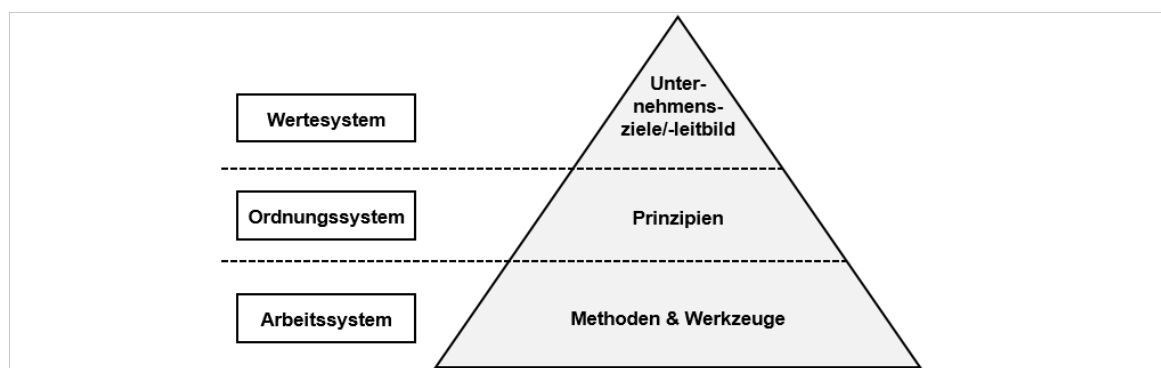 Unter-
nehmens-
ziele/-leitbild
Wertesystem
Ordnungssystem
Prinzipien
Arbeitssystem
Methoden & Werkzeuge